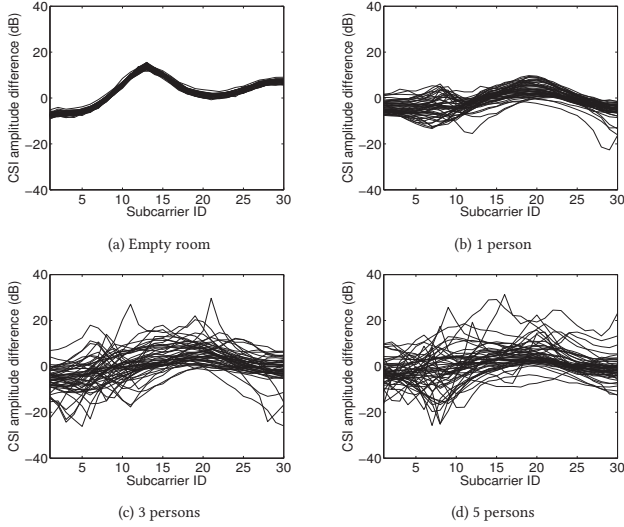 40
20
0
−20
−40
CSI amplitude difference (dB)
5 10 15 20 25 30
Subcarrier ID
(a) Empty room
40
20
0
−20
−40
CSI amplitude difference (dB)
5 10 15 20 25 30
Subcarrier ID
(b) 1 person
40
20
0
−20
−40
CSI amplitude difference (dB)
5 10 15 20 25 30
Subcarrier ID
(c) 3 persons
40
20
0
−20
−40
CSI amplitude difference (dB)
5 10 15 20 25 30
Subcarrier ID
(d) 5 persons